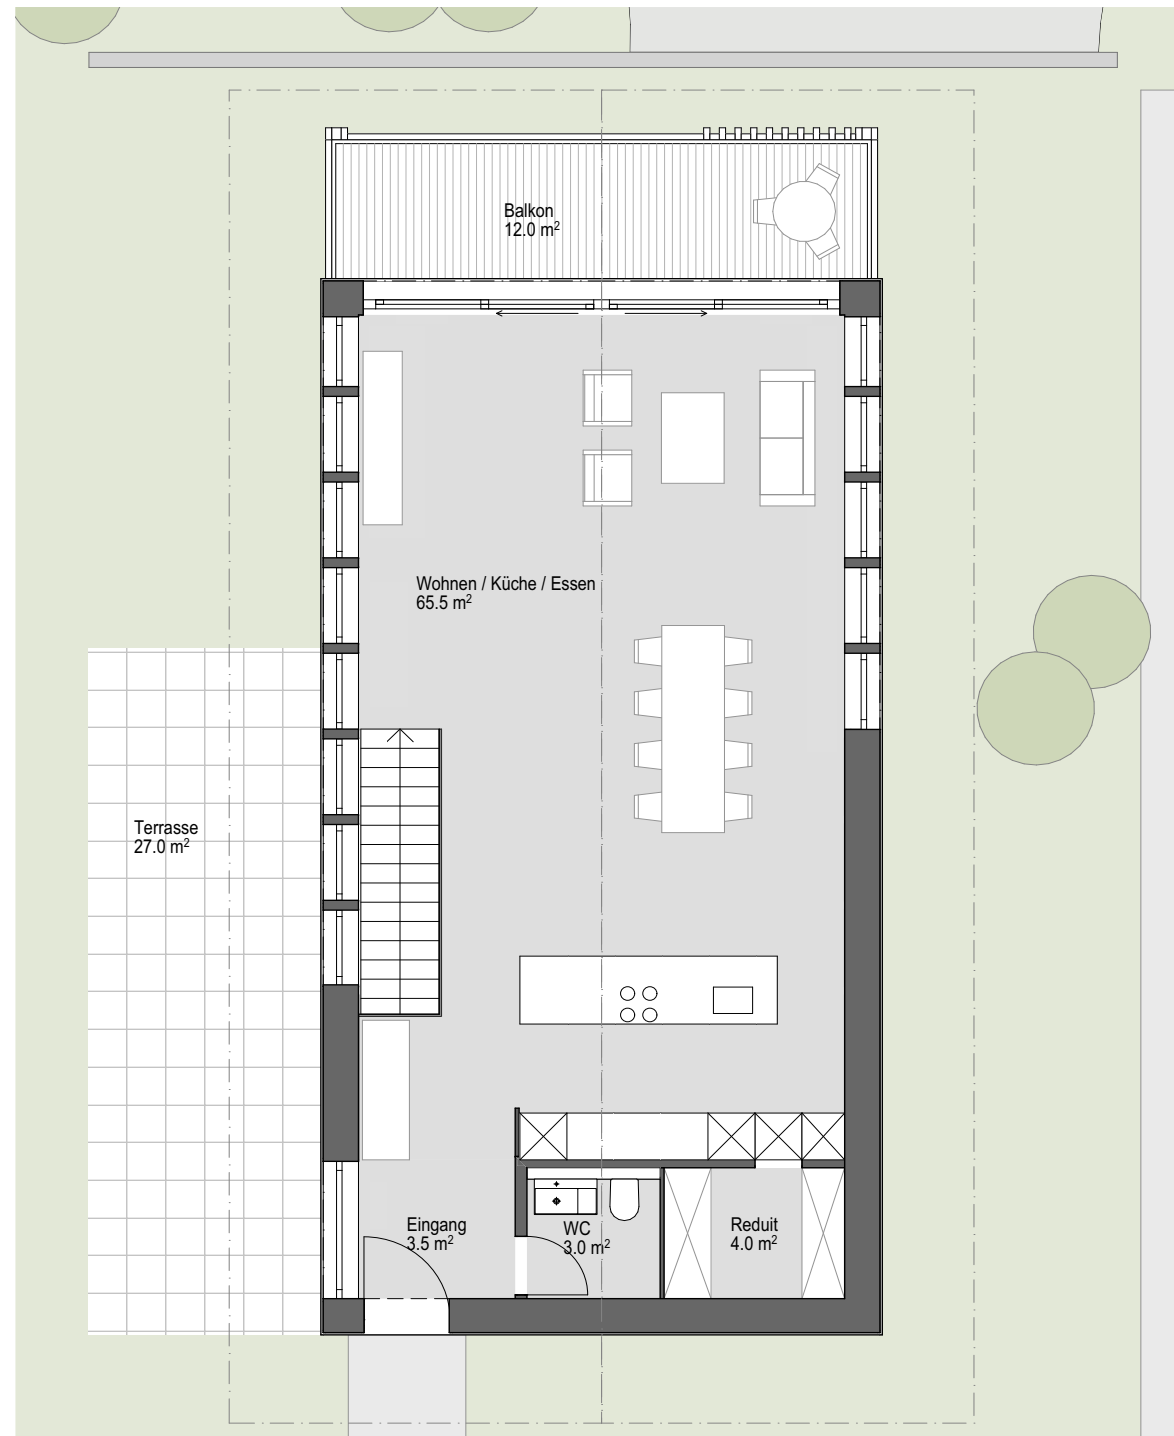 Balkon
12.0 m²
Wohnen / Küche / Essen
65.5 m²
Terrasse
27.0 m²
Eingang
3.5 m²
WC
3.0 m²
Reduit
4.0 m²